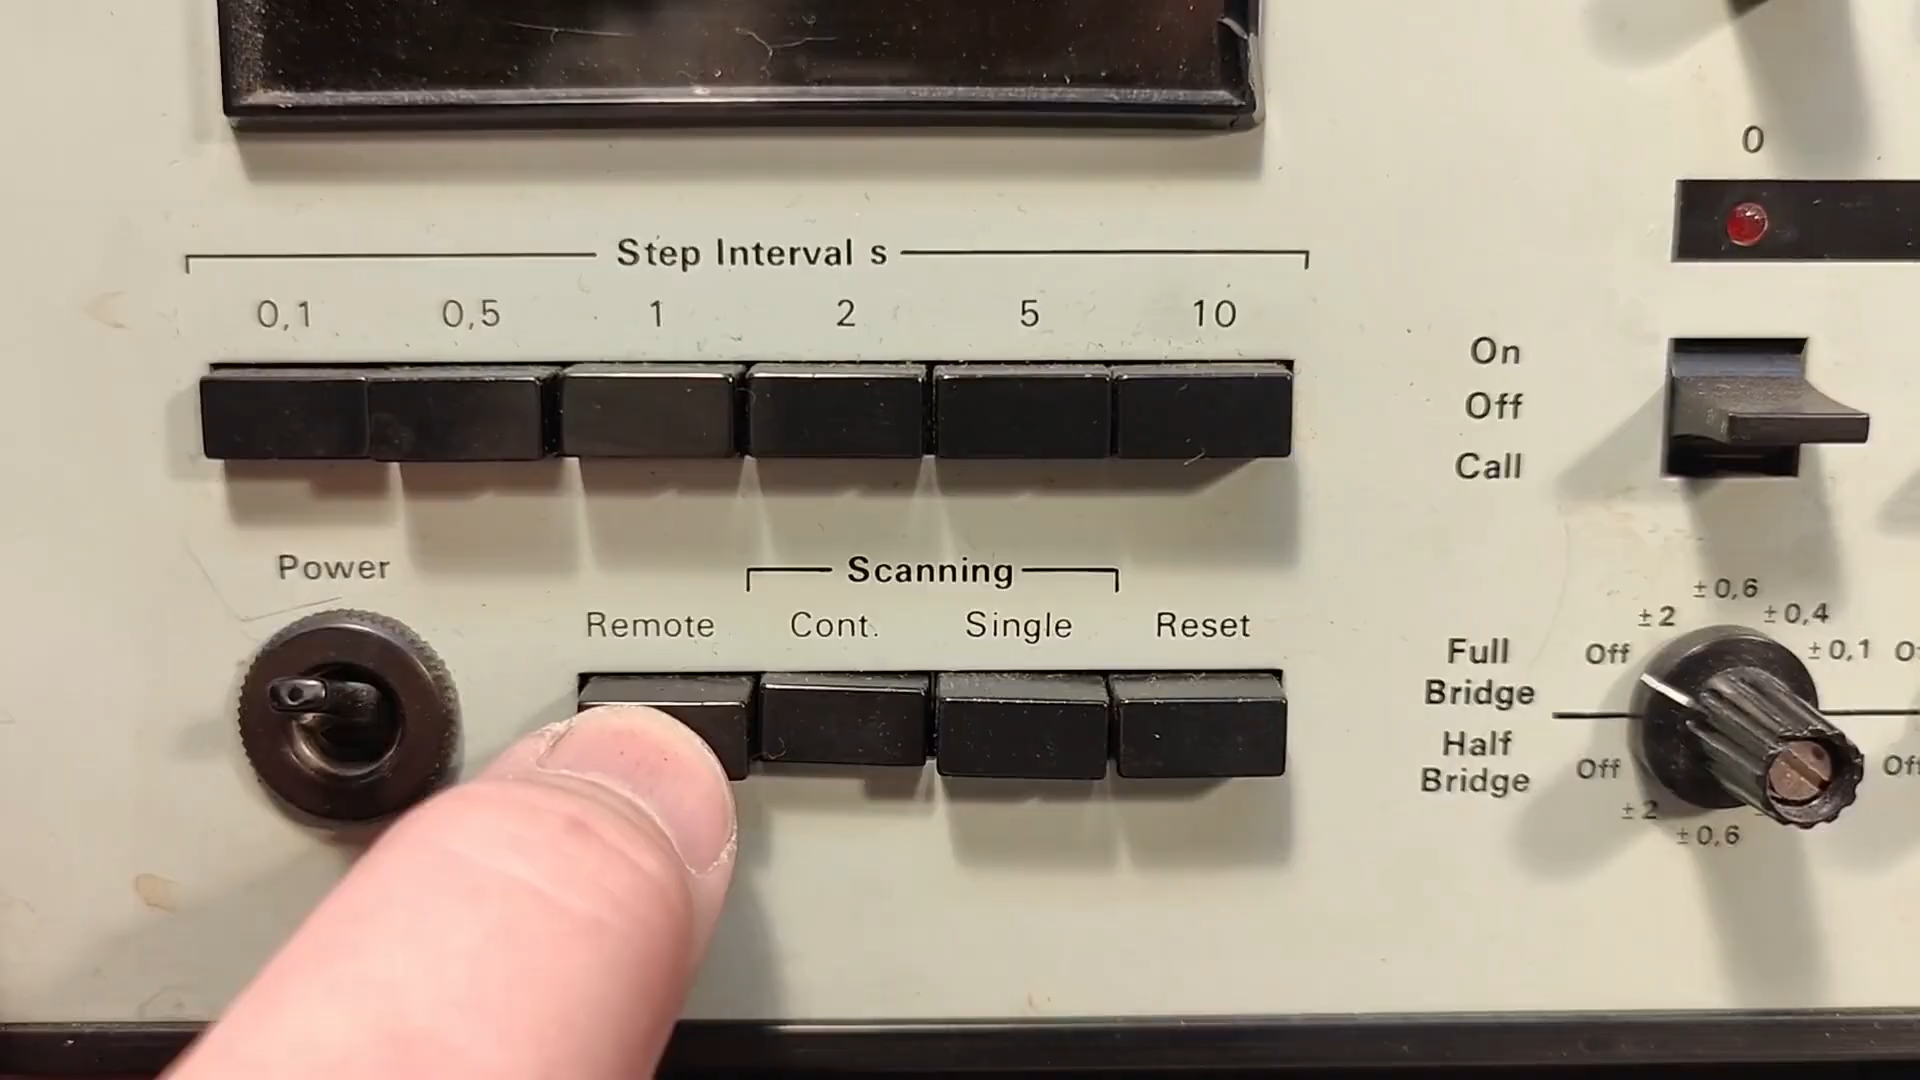 0
Step Interval s
0,1 0,5 1 2 5 10
On
Off
Call
Power
Scanning
Remote Cont. Single Reset
± 0,6
± 2 ± 0,4
Full Bridge
Off ± 0,1
Half Bridge
Off
± 2
± 0,6